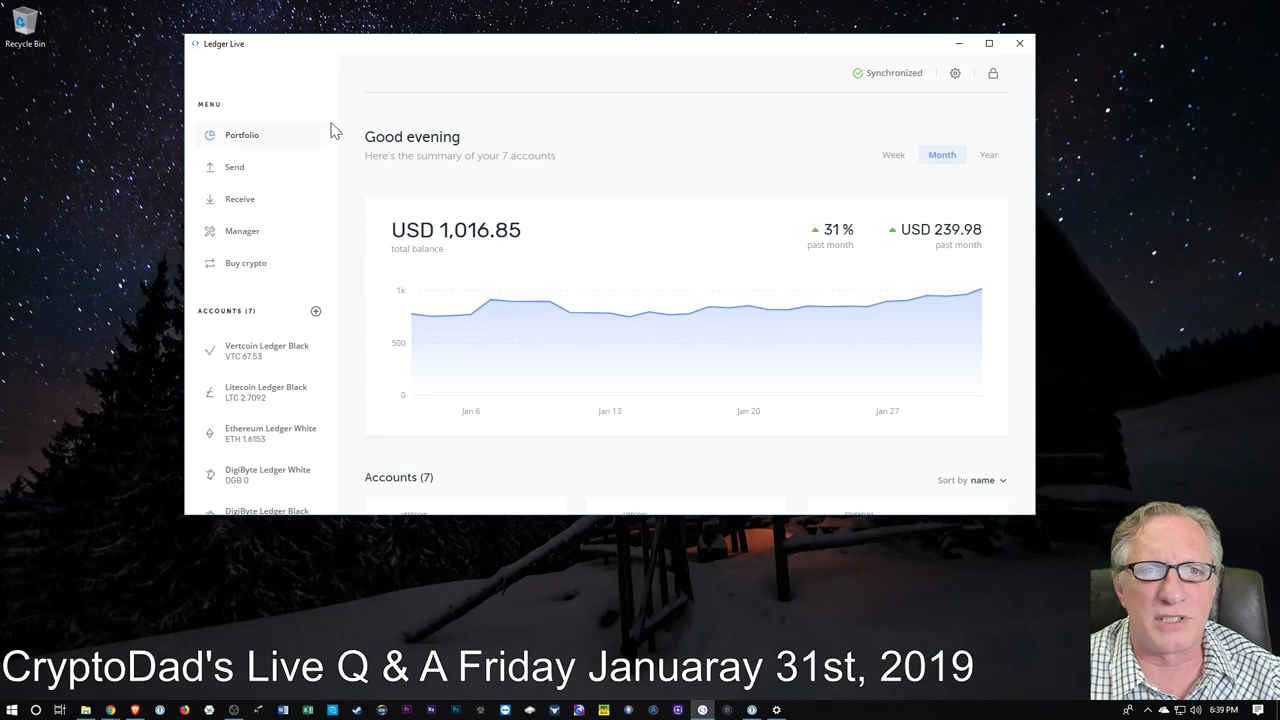 Recycle Bin
Ledger Live
Synchronized
MENU
Portfolio
Send
Receive
Manager
Buy crypto
ACCOUNTS (7)
Vertcoin Ledger Black
VTC 67.53
Litecoin Ledger Black
LTC 2.7092
Ethereum Ledger White
ETH 1.6153
DigiByte Ledger White
DGB 0
DigiByte Ledger Black
Good evening
Here's the summary of your 7 accounts
Week Month Year
USD 1,016.85
total balance
31 %
past month
USD 239.98
past month
1k
500
0
Jan 6 Jan 13 Jan 20 Jan 27
Accounts (7)
Sort by name
VERTCOIN LITECOIN ETHEREUM
CryptoDad's Live Q & A Friday Januaray 31st, 2019
6:39 PM